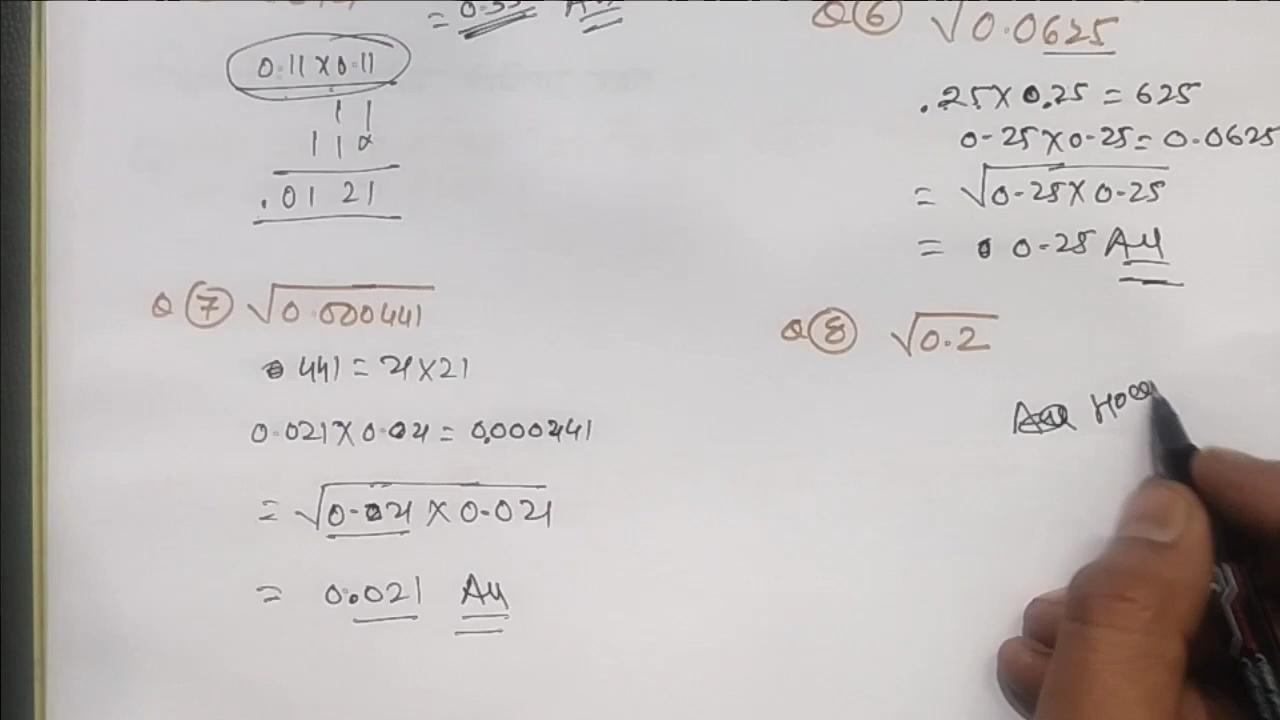 = 0.33
0.11 × 0.11
11
110
.0121
Q 6 √0.0625
.25 × 0.25 = 625
0.25 × 0.25 = 0.0625
= √0.25 × 0.25
= 0.25 Au
Q 7 √0.000441
441 = 21 × 21
0.021 × 0.021 = 0.000441
= √0.021 × 0.021
= 0.021 Au
Q 8 √0.2